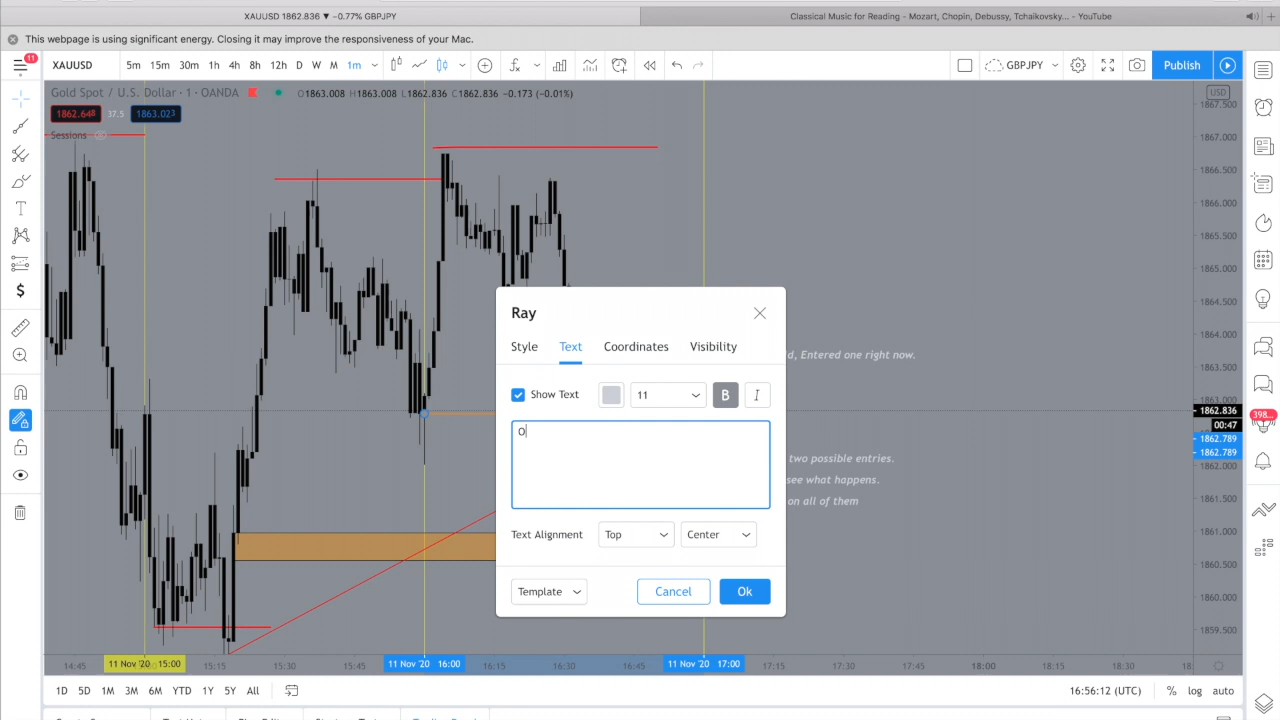 XAUUSD 1862.836 ▼ −0.77% GBPJPY
Classical Music for Reading - Mozart, Chopin, Debussy, Tchaikovsky... - YouTube
This webpage is using significant energy. Closing it may improve the responsiveness of your Mac.
11
XAUUSD 5m 15m 30m 1h 4h 8h 12h D W M 1m GBPJPY Publish
Gold Spot / U.S. Dollar · 1 · OANDA O1863.008 H1863.008 L1862.836 C1862.836 −0.173 (−0.01%)
USD
1862.648 37.5 1863.023
Sessions
1867.500
1867.000
1866.500
1866.000
1865.500
1865.000
1864.500
1864.000
1863.500
1863.000
1862.836
00:47
1862.789
1862.789
1862.000
1861.500
1861.000
1860.500
1860.000
1859.500
398...
Ray
Style Text Coordinates Visibility
Entered one right now.
Show Text 11 B I
O
two possible entries.
see what happens.
on all of them
Text Alignment Top Center
Template Cancel Ok
14:45 11 Nov '20 15:00 15:15 15:30 15:45 11 Nov '20 16:00 16:15 16:30 16:45 11 Nov '20 17:00 17:15 17:30 17:45 18:00 18:15 18:30 18:
1D 5D 1M 3M 6M YTD 1Y 5Y All 16:56:12 (UTC) % log auto